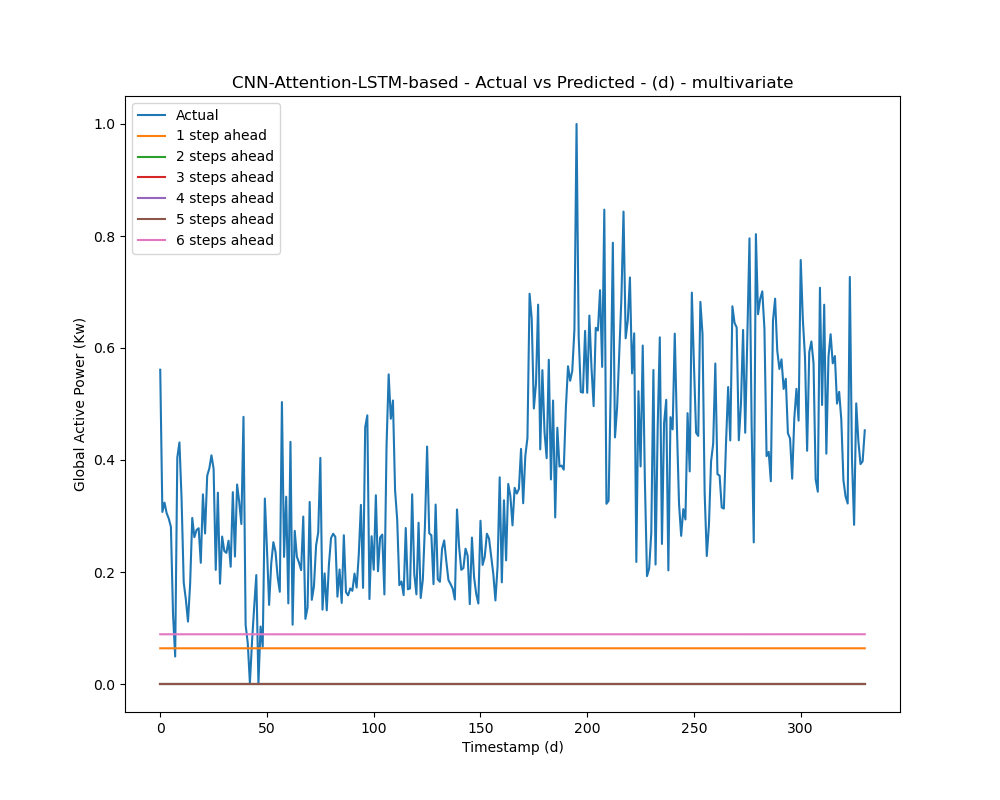 CNN-Attention-LSTM-based - Actual vs Predicted - (d) - multivariate
Actual
1 step ahead
2 steps ahead
3 steps ahead
4 steps ahead
5 steps ahead
6 steps ahead
1.0
0.8
0.6
0.4
0.2
0.0
Global Active Power (Kw)
0 50 100 150 200 250 300
Timestamp (d)